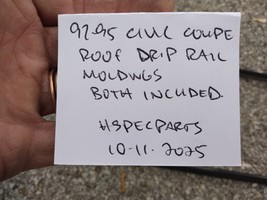 92-95 CIVIC COUPE
ROOF DRIP RAIL
MOLDINGS
BOTH INCLUDED.
HSPECPARTS
10-11-2025